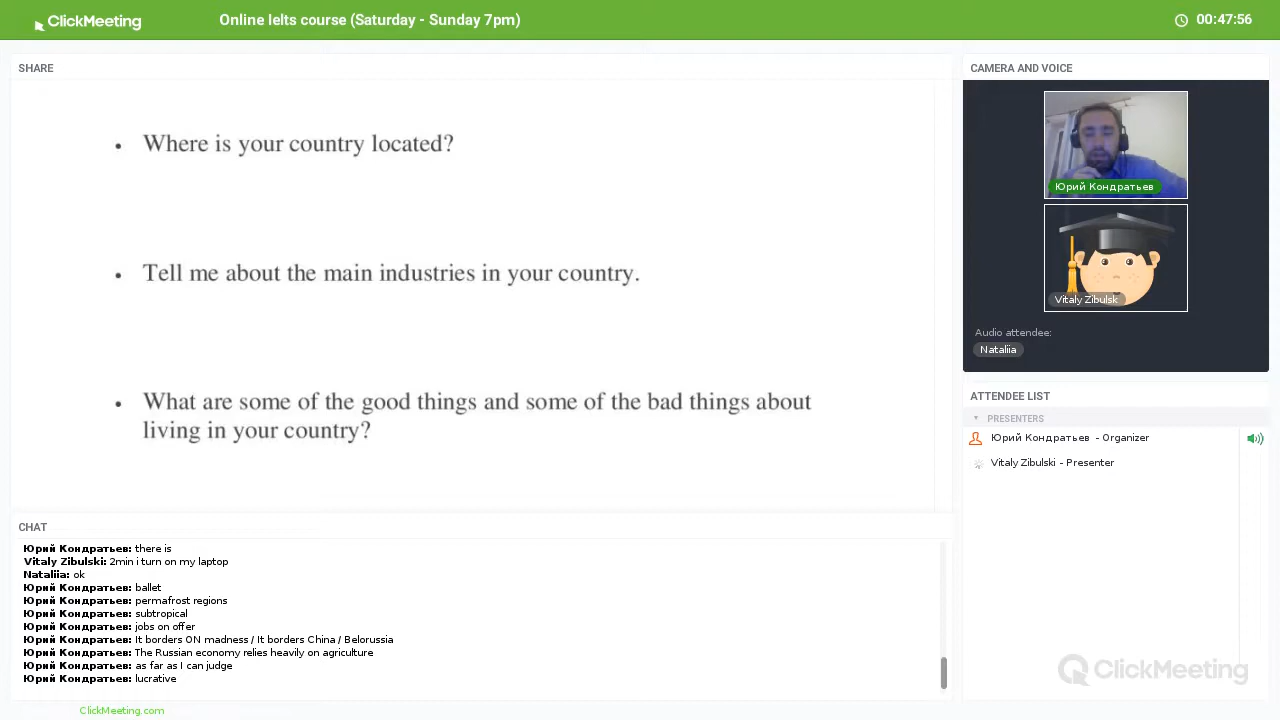 ClickMeeting
Online Ielts course (Saturday - Sunday 7pm)
00:47:56
SHARE
• Where is your country located?
• Tell me about the main industries in your country.
• What are some of the good things and some of the bad things about
living in your country?
CAMERA AND VOICE
Юрий Кондратьев
Vitaly Zibulsk
Audio attendee:
Nataliia
ATTENDEE LIST
PRESENTERS
Юрий Кондратьев - Organizer
Vitaly Zibulski - Presenter
CHAT
Юрий Кондратьев: there is
Vitaly Zibulski: 2min i turn on my laptop
Nataliia: ok
Юрий Кондратьев: ballet
Юрий Кондратьев: permafrost regions
Юрий Кондратьев: subtropical
Юрий Кондратьев: jobs on offer
Юрий Кондратьев: It borders ON madness / It borders China / Belorussia
Юрий Кондратьев: The Russian economy relies heavily on agriculture
Юрий Кондратьев: as far as I can judge
Юрий Кондратьев: lucrative
ClickMeeting
ClickMeeting.com